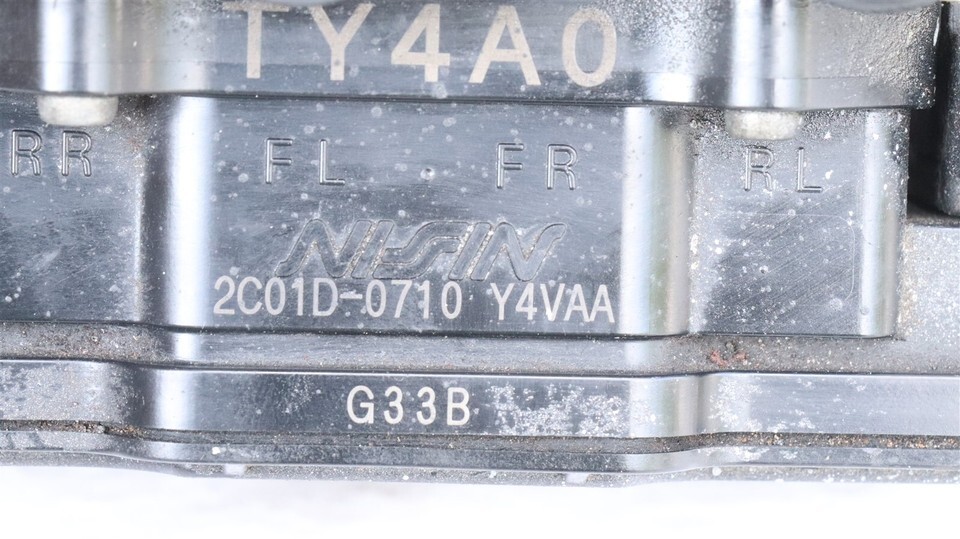 TY4A0
RR FL FR RL
NISSIN
2C01D-0710 Y4VAA
G33B